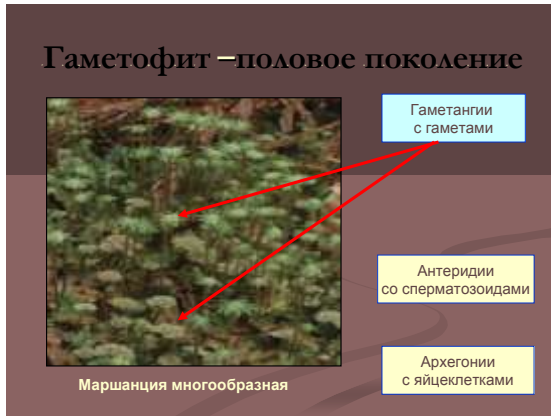 Гаметофит –половое поколение
Гаметангии
с гаметами
Антеридии
со сперматозоидами
Архегонии
с яйцеклетками
Маршанция многообразная